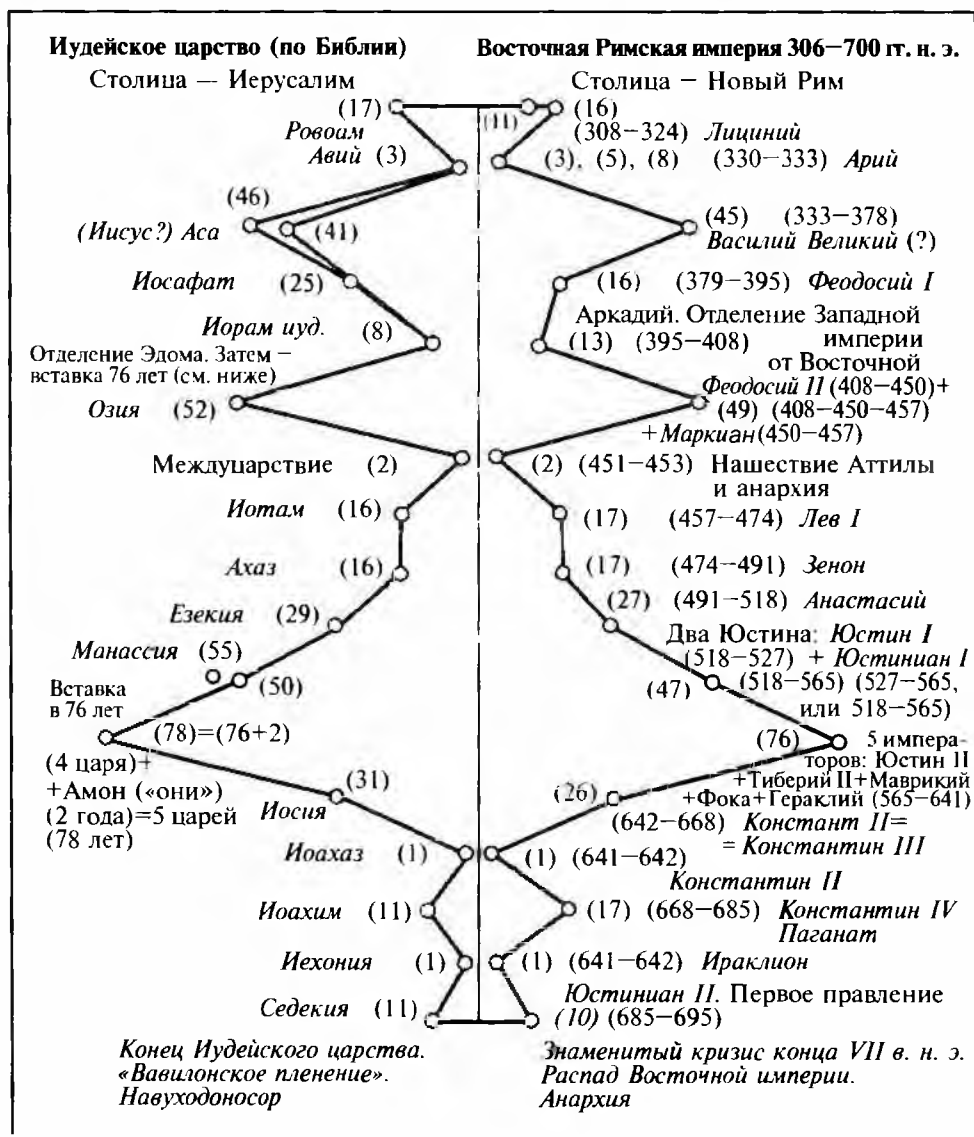 Иудейское царство (по Библии)
Столица — Иерусалим
(17)
Ровоам
Авий (3)
(46)
(Иисус?) Аса (41)
Иосафат (25)
Иорам иуд. (8)
Отделение Эдома. Затем —
вставка 76 лет (см. ниже)
Озия (52)
Междуцарствие (2)
Иотам (16)
Ахаз (16)
Езекия (29)
Манассия (55)
(50)
Вставка
в 76 лет
(78)=(76+2)
(4 царя)+
+Амон («они»)
(2 года)=5 царей
(78 лет)
(31)
Иосия
Иоахаз (1)
Иоахим (11)
Иехония (1)
Седекия (11)
Конец Иудейского царства.
«Вавилонское пленение».
Навуходоносор
Восточная Римская империя 306—700 гг. н. э.
Столица — Новый Рим
(11) (16)
(308—324) Лициний
(3), (5), (8) (330—333) Арий
(45) (333—378)
Василий Великий (?)
(16) (379—395) Феодосий I
Аркадий. Отделение Западной
(13) (395—408) империи
от Восточной
Феодосий II (408—450)+
(49) (408—450—457)
+Маркиан(450—457)
(2) (451—453) Нашествие Аттилы
и анархия
(17) (457—474) Лев I
(17) (474—491) Зенон
(27) (491—518) Анастасий
Два Юстина: Юстин I
(518—527) + Юстиниан I
(47) (518—565) (527—565,
или 518—565)
(76) 5 импера-
торов: Юстин II
+Тиберий II+Маврикий
(26) +Фока+Гераклий (565—641)
(642—668) Констант II=
= Константин III
(1) (641—642)
Константин II
(17) (668—685) Константин IV
Паганат
(1) (641—642) Ираклион
Юстиниан II. Первое правление
(10) (685—695)
Знаменитый кризис конца VII в. н. э.
Распад Восточной империи.
Анархия